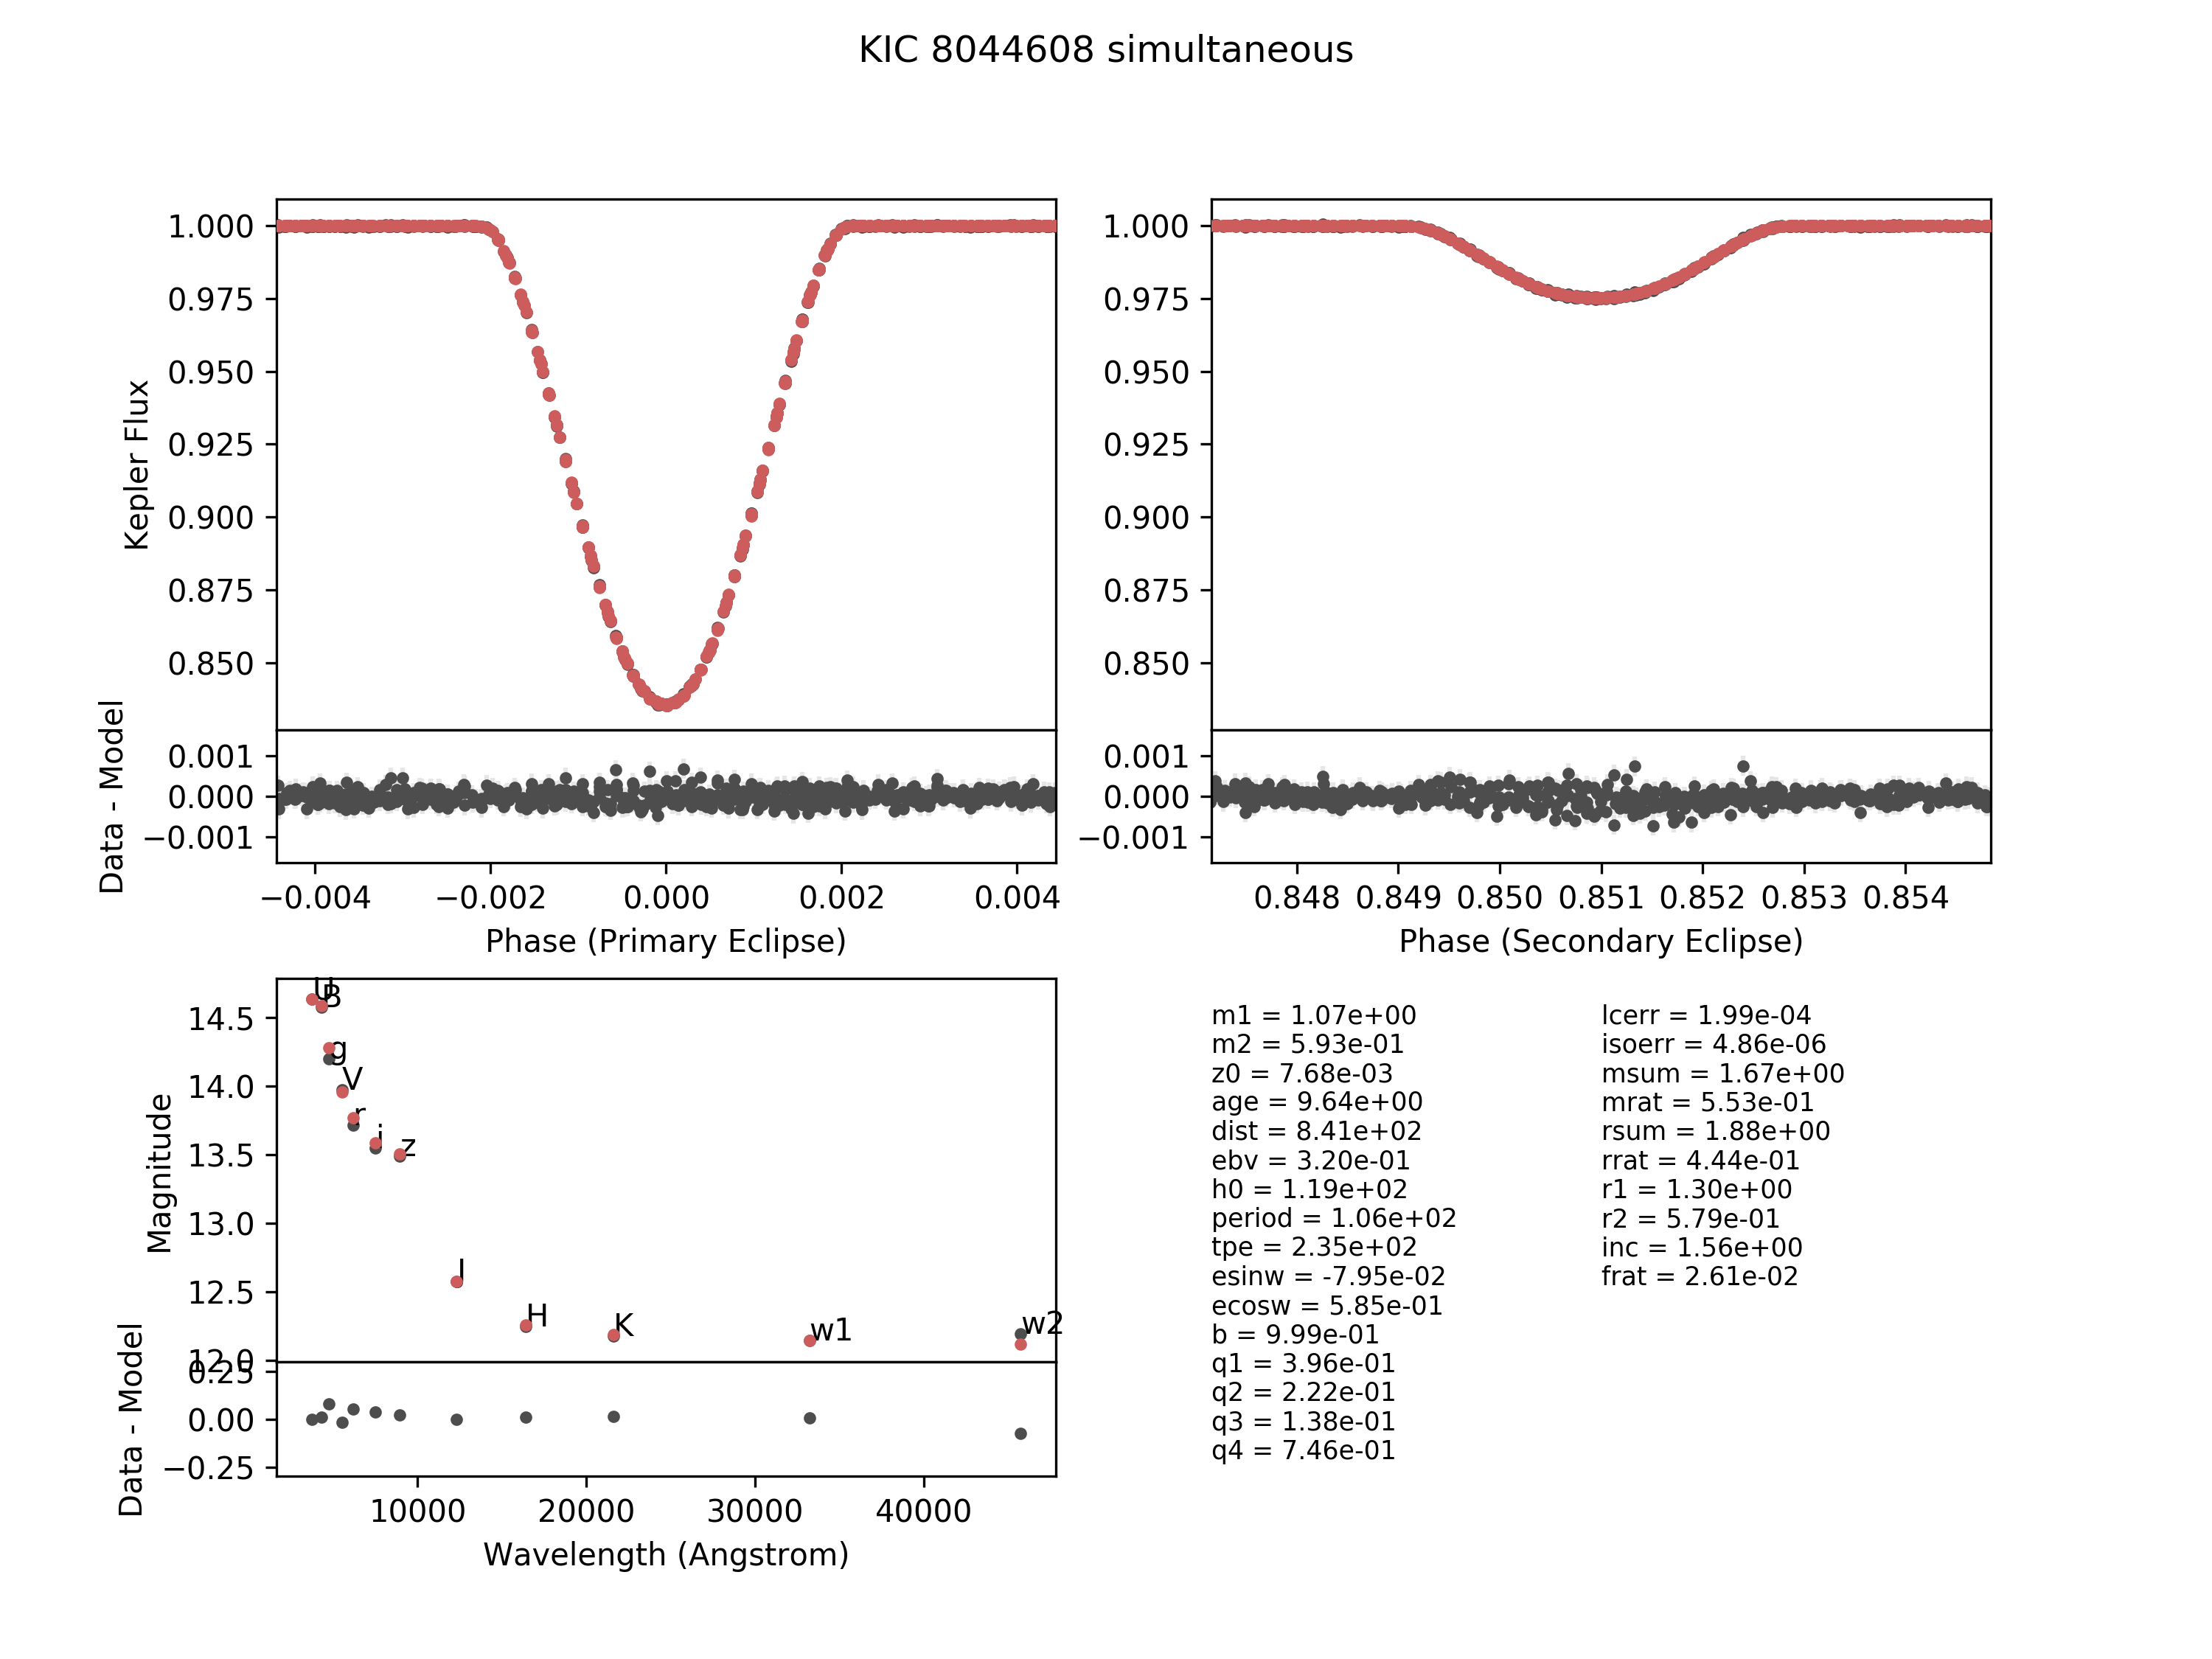 KIC 8044608 simultaneous
Kepler Flux
1.000
0.975
0.950
0.925
0.900
0.875
0.850
1.000
0.975
0.950
0.925
0.900
0.875
0.850
Data - Model
0.001
0.000
−0.001
0.001
0.000
−0.001
−0.004 −0.002 0.000 0.002 0.004
0.848 0.849 0.850 0.851 0.852 0.853 0.854
Phase (Primary Eclipse)
Phase (Secondary Eclipse)
Magnitude
14.5
14.0
13.5
13.0
12.5
12.0
U
B
g
V
r
i
z
J
H
K
w1
w2
Data - Model
0.25
0.00
−0.25
10000 20000 30000 40000
Wavelength (Angstrom)
m1 = 1.07e+00
m2 = 5.93e-01
z0 = 7.68e-03
age = 9.64e+00
dist = 8.41e+02
ebv = 3.20e-01
h0 = 1.19e+02
period = 1.06e+02
tpe = 2.35e+02
esinw = -7.95e-02
ecosw = 5.85e-01
b = 9.99e-01
q1 = 3.96e-01
q2 = 2.22e-01
q3 = 1.38e-01
q4 = 7.46e-01
lcerr = 1.99e-04
isoerr = 4.86e-06
msum = 1.67e+00
mrat = 5.53e-01
rsum = 1.88e+00
rrat = 4.44e-01
r1 = 1.30e+00
r2 = 5.79e-01
inc = 1.56e+00
frat = 2.61e-02